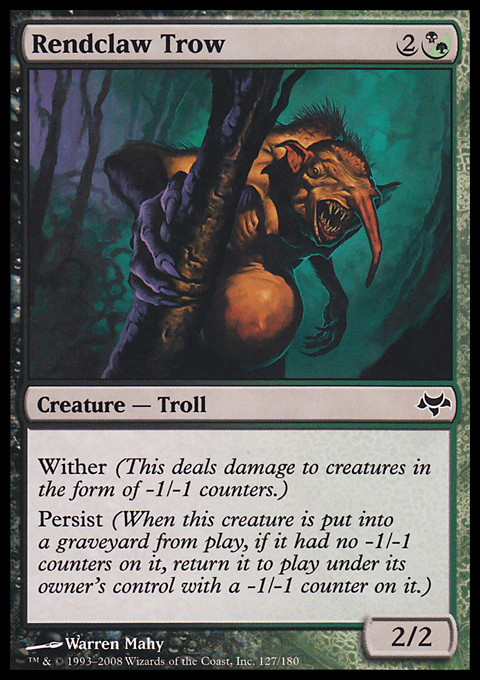 Rendclaw Trow 2
Creature — Troll
Wither (This deals damage to creatures in
the form of -1/-1 counters.)
Persist (When this creature is put into
a graveyard from play, if it had no -1/-1
counters on it, return it to play under its
owner's control with a -1/-1 counter on it.)
Warren Mahy
™ & © 1993–2008 Wizards of the Coast, Inc. 127/180
2/2